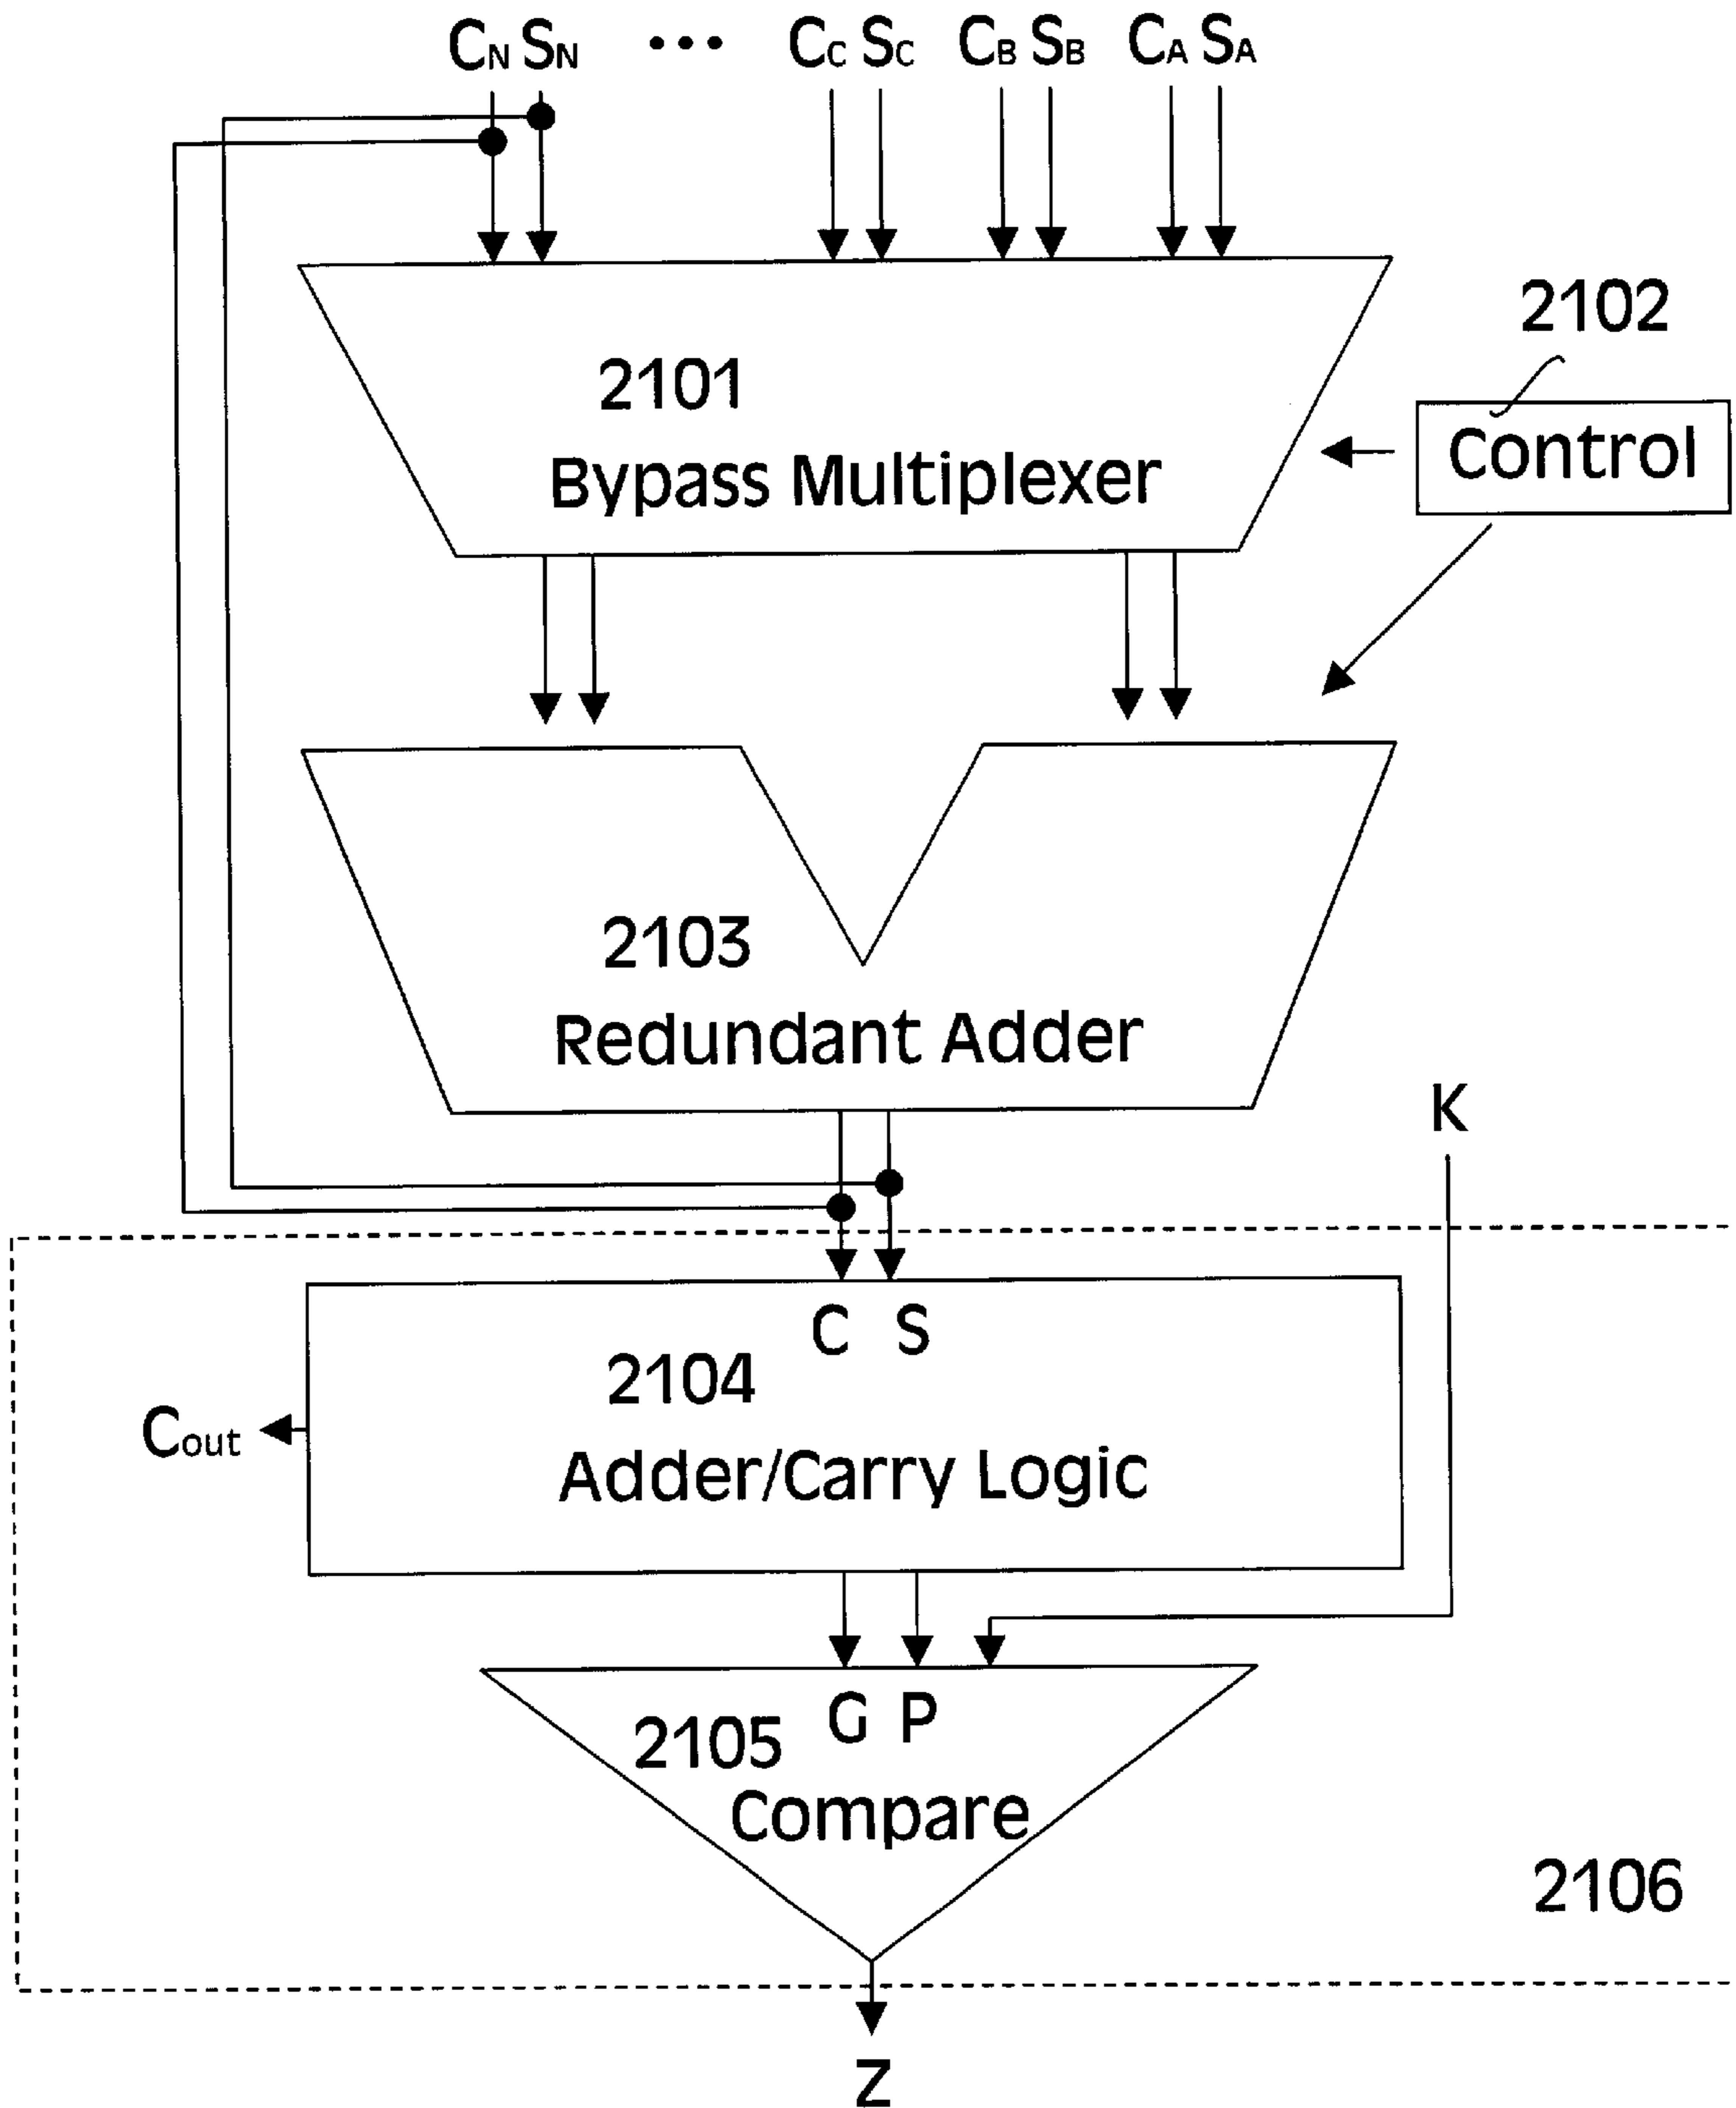 CN SN ••• CC SC CB SB CA SA
2102
2101
Control
Bypass Multiplexer
2103
Redundant Adder
K
C S
2104
Cout
Adder/Carry Logic
G P
2105
Compare
2106
Z